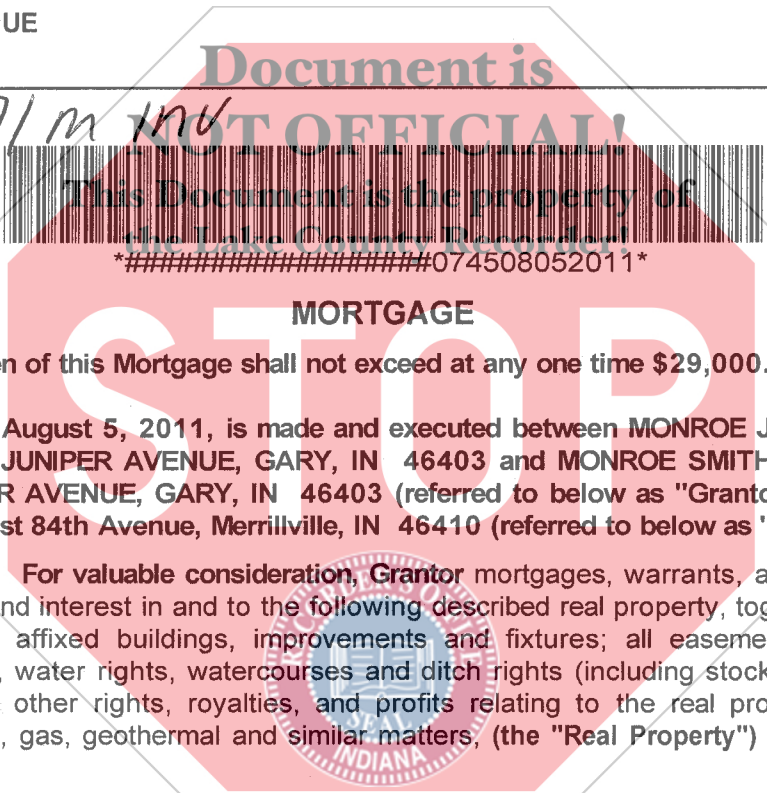 UE
Document is
NOT OFFICIAL!
This Document is the property of
the Lake County Recorder!
*###################074508052011*
MORTGAGE
en of this Mortgage shall not exceed at any one time $29,000.
August 5, 2011, is made and executed between MONROE J
JUNIPER AVENUE, GARY, IN 46403 and MONROE SMITH
R AVENUE, GARY, IN 46403 (referred to below as "Granto
st 84th Avenue, Merrillville, IN 46410 (referred to below as "
For valuable consideration, Grantor mortgages, warrants, a
nd interest in and to the following described real property, tog
affixed buildings, improvements and fixtures; all easeme
, water rights, watercourses and ditch rights (including stock
other rights, royalties, and profits relating to the real pro
, gas, geothermal and similar matters, (the "Real Property")
STOP
RECORDER'S OFFICE
SEAL
INDIANA